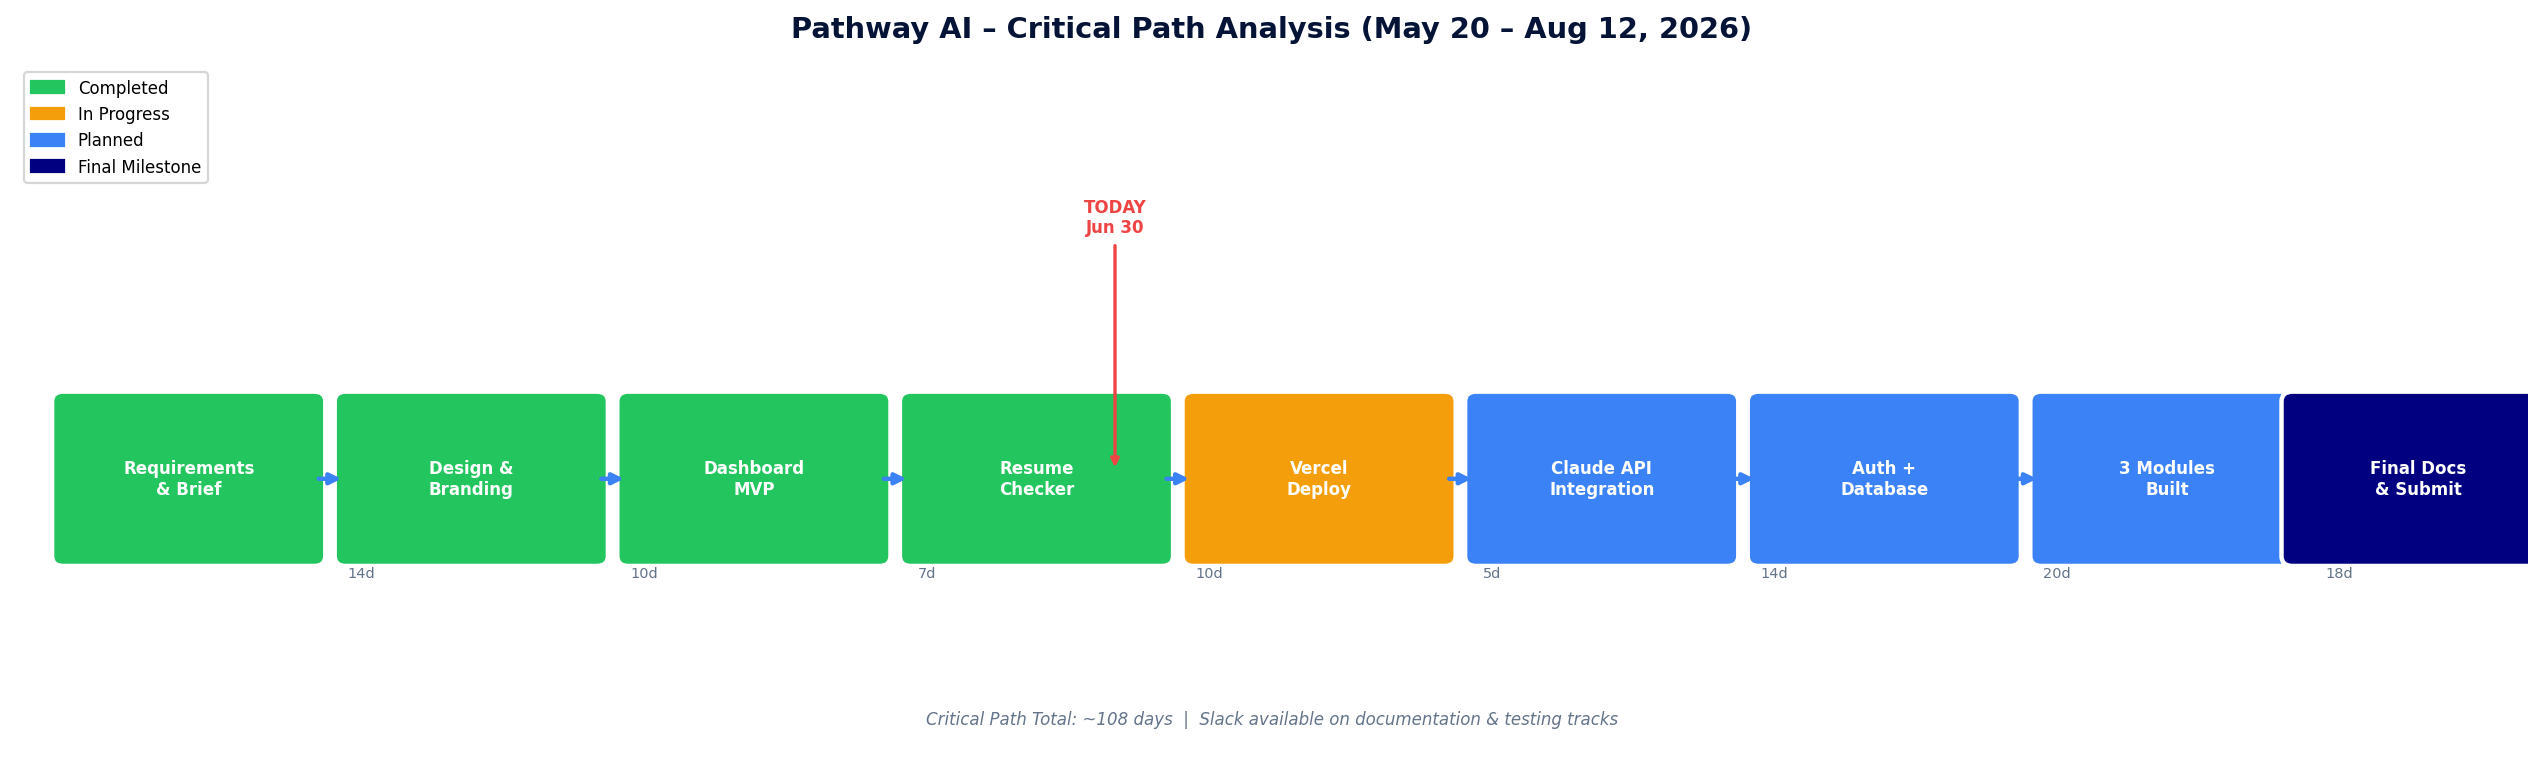 Pathway AI – Critical Path Analysis (May 20 – Aug 12, 2026)
Completed
In Progress
Planned
Final Milestone
TODAY
Jun 30
Requirements
& Brief
Design &
Branding
Dashboard
MVP
Resume
Checker
Vercel
Deploy
Claude API
Integration
Auth +
Database
3 Modules
Built
Final Docs
& Submit
14d
10d
7d
10d
5d
14d
20d
18d
Critical Path Total: ~108 days | Slack available on documentation & testing tracks